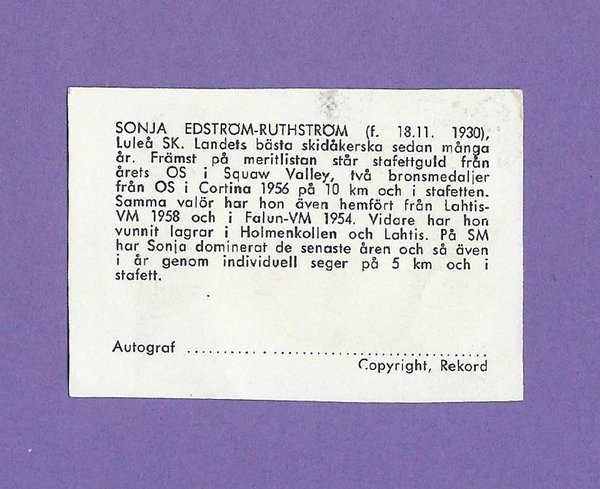 SONJA EDSTRÖM-RUTHSTRÖM (f. 18.11. 1930),
Luleå SK. Landets bästa skidåkerska sedan många
år. Främst på meritlistan står stafettguld från
årets OS i Squaw Valley, två bronsmedaljer
från OS i Cortina 1956 på 10 km och i stafetten.
Samma valör har hon även hemfört från Lahtis-
VM 1958 och i Falun-VM 1954. Vidare har hon
vunnit lagrar i Holmenkollen och Lahtis. På SM
har Sonja dominerat de senaste åren och så även
i år genom individuell seger på 5 km och i
stafett.
Autograf ................................................
Copyright, Rekord